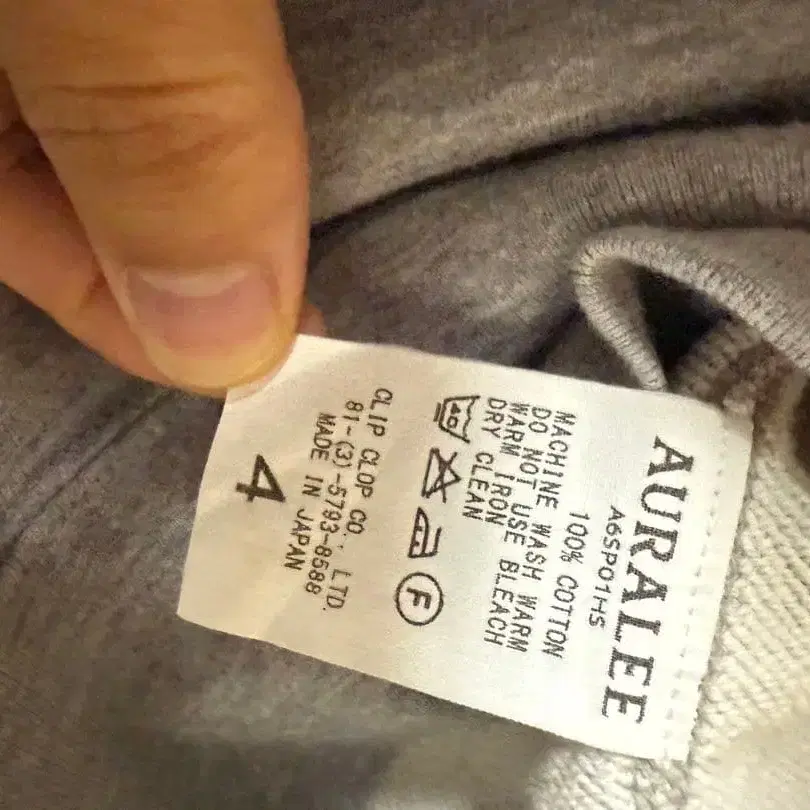 AURALEE
A6SP01HS
100% COTTON
MACHINE WASH WARM
DO NOT USE BLEACH
WARM IRON
DRY CLEAN
40
F
CLIP CLOP CO., LTD.
81-(3)-5793-8588
MADE IN JAPAN
4